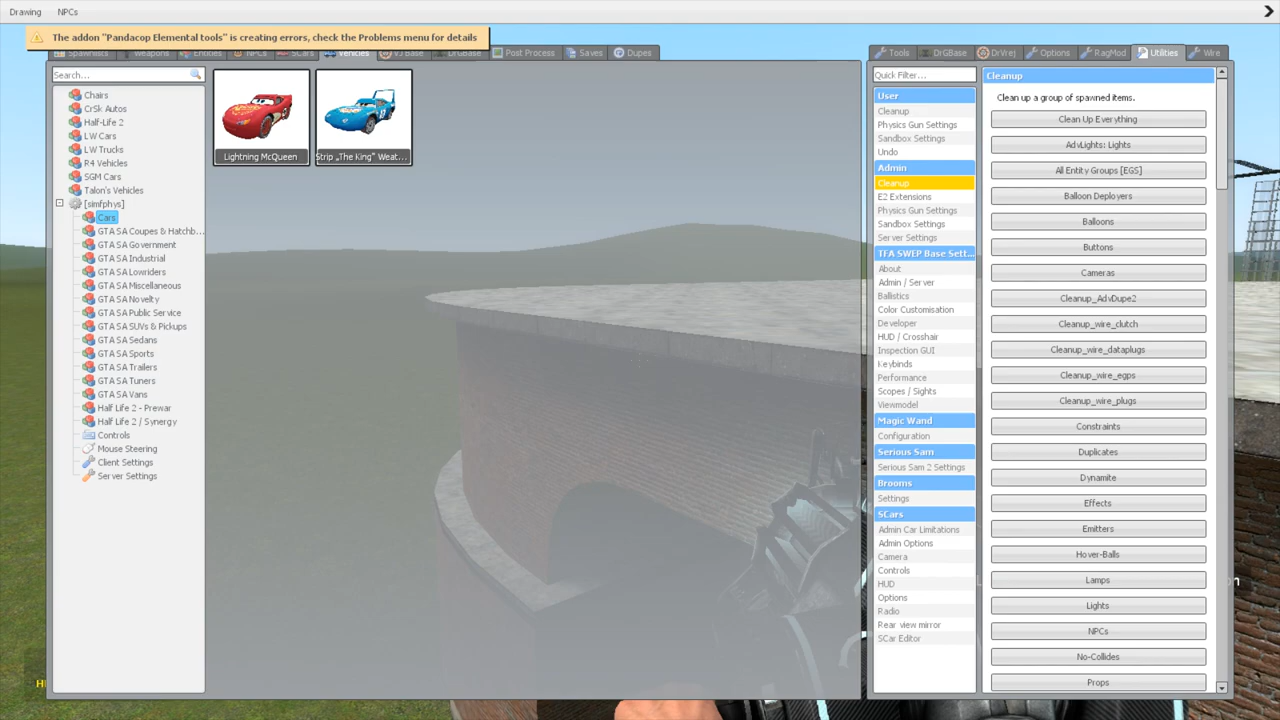 Drawing NPCs
The addon "Pandacop Elemental tools" is creating errors, check the Problems menu for details
Spawnlists Weapons Entities NPCs SCars Vehicles VJ Base DrGBase Post Process Saves Dupes
Tools DrGBase DrVrej Options RagMod Utilities Wire
Search...
Chairs
CrSk Autos
Half-Life 2
LW Cars
LW Trucks
R4 Vehicles
SGM Cars
Talon's Vehicles
[simfphys]
Cars
GTA SA Coupes & Hatchb...
GTA SA Government
GTA SA Industrial
GTA SA Lowriders
GTA SA Miscellaneous
GTA SA Novelty
GTA SA Public Service
GTA SA SUVs & Pickups
GTA SA Sedans
GTA SA Sports
GTA SA Trailers
GTA SA Tuners
GTA SA Vans
Half Life 2 - Prewar
Half Life 2 / Synergy
Controls
Mouse Steering
Client Settings
Server Settings
Lightning McQueen
Strip „The King" Weat...
Quick Filter...
User
Cleanup
Physics Gun Settings
Sandbox Settings
Undo
Admin
Cleanup
E2 Extensions
Physics Gun Settings
Sandbox Settings
Server Settings
TFA SWEP Base Sett...
About
Admin / Server
Ballistics
Color Customisation
Developer
HUD / Crosshair
Inspection GUI
Keybinds
Performance
Scopes / Sights
Viewmodel
Magic Wand
Configuration
Serious Sam
Serious Sam 2 Settings
Brooms
Settings
SCars
Admin Car Limitations
Admin Options
Camera
Controls
HUD
Options
Radio
Rear view mirror
SCar Editor
Cleanup
Clean up a group of spawned items.
Clean Up Everything
AdvLights: Lights
All Entity Groups [EGS]
Balloon Deployers
Balloons
Buttons
Cameras
Cleanup_AdvDupe2
Cleanup_wire_clutch
Cleanup_wire_dataplugs
Cleanup_wire_egps
Cleanup_wire_plugs
Constraints
Duplicates
Dynamite
Effects
Emitters
Hover-Balls
Lamps
Lights
NPCs
No-Collides
Props